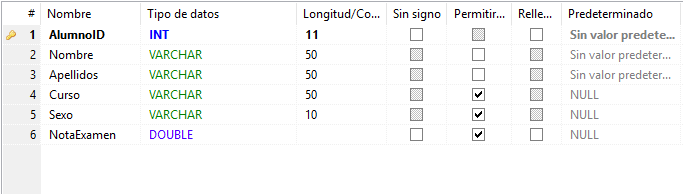 # Nombre Tipo de datos Longitud/Co... Sin signo Permitir... Relle... Predeterminado
1 AlumnoID INT 11 Sin valor predete...
2 Nombre VARCHAR 50 Sin valor predeter...
3 Apellidos VARCHAR 50 Sin valor predeter...
4 Curso VARCHAR 50 NULL
5 Sexo VARCHAR 10 NULL
6 NotaExamen DOUBLE NULL